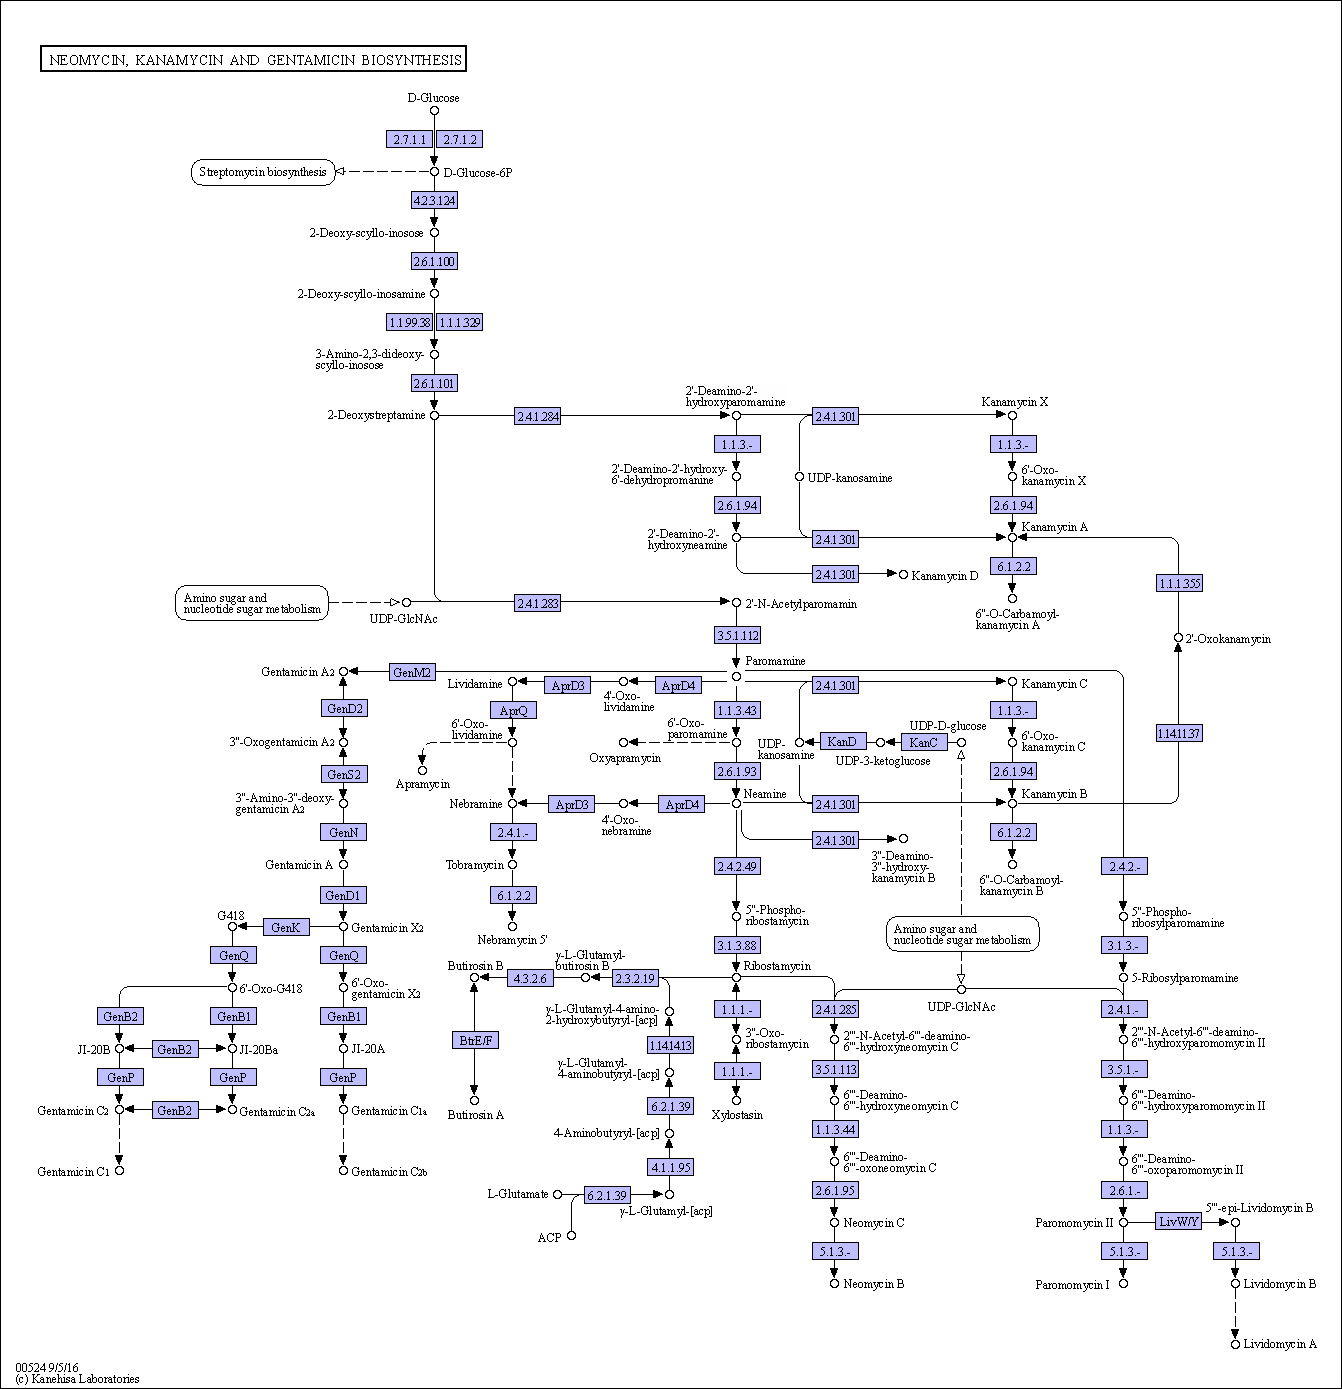 NEOMYCIN, KANAMYCIN AND GENTAMICIN BIOSYNTHESIS
D-Glucose
2.7.1.1
2.7.1.2
Streptomycin biosynthesis
D-Glucose-6P
4.2.3.124
2-Deoxy-scyllo-inosose
2.6.1.100
2-Deoxy-scyllo-inosamine
1.1.99.38
1.1.1.329
3-Amino-2,3-dideoxy-
scyllo-inosose
2.6.1.101
2-Deoxystreptamine
2.4.1.284
2'-Deamino-2'-
hydroxyparomamine
2.4.1.301
Kanamycin X
1.1.3.-
1.1.3.-
2'-Deamino-2'-hydroxy-
6'-dehydropromanine
UDP-kanosamine
6'-Oxo-
kanamycin X
2.6.1.94
2.6.1.94
2'-Deamino-2'-
hydroxyneamine
2.4.1.301
Kanamycin A
2.4.1.301
Kanamycin D
6.1.2.2
1.1.1.355
Amino sugar and
nucleotide sugar metabolism
UDP-GlcNAc
2.4.1.283
2'-N-Acetylparomamin
6''-O-Carbamoyl-
kanamycin A
3.5.1.112
2'-Oxokanamycin
Gentamicin A2
GenM2
Paromamine
Lividamine
AprD3
4'-Oxo-
lividamine
AprD4
2.4.1.301
Kanamycin C
GenD2
AprQ
1.1.3.43
1.1.3.-
6'-Oxo-
lividamine
6'-Oxo-
paromamine
UDP-D-glucose
1.14.11.37
3''-Oxogentamicin A2
Oxyapramycin
UDP-
kanosamine
KanD
KanC
UDP-3-ketoglucose
6'-Oxo-
kanamycin C
GenS2
Apramycin
2.6.1.93
2.6.1.94
3''-Amino-3''-deoxy-
gentamicin A2
Nebramine
AprD3
4'-Oxo-
nebramine
AprD4
Neamine
2.4.1.301
Kanamycin B
GenN
2.4.1.-
2.4.1.301
3''-Deamino-
3''-hydroxy-
kanamycin B
6.1.2.2
Gentamicin A
Tobramycin
2.4.2.49
6''-O-Carbamoyl-
kanamycin B
2.4.2.-
GenD1
6.1.2.2
G418
GenK
Gentamicin X2
Nebramycin 5'
5''-Phospho-
ribostamycin
Amino sugar and
nucleotide sugar metabolism
5''-Phospho-
ribosylparomamine
GenQ
GenQ
3.1.3.88
3.1.3.-
6'-Oxo-G418
6'-Oxo-
gentamicin X2
Butirosin B
4.3.2.6
γ-L-Glutamyl-
butirosin B
2.3.2.19
Ribostamycin
UDP-GlcNAc
5-Ribosylparomamine
GenB2
GenB1
GenB1
γ-L-Glutamyl-4-amino-
2-hydroxybutyryl-[acp]
1.1.1.-
2.4.1.285
2.4.1.-
BtrE/F
1.14.14.13
3''-Oxo-
ribostamycin
2'''-N-Acetyl-6'''-deamino-
6'''-hydroxyneomycin C
2'''-N-Acetyl-6'''-deamino-
6'''-hydroxyparomomycin II
JI-20B
GenB2
JI-20Ba
JI-20A
γ-L-Glutamyl-
4-aminobutyryl-[acp]
1.1.1.-
3.5.1.113
3.5.1.-
GenP
GenP
GenP
Gentamicin C2
GenB2
Gentamicin C2a
Gentamicin C1a
Butirosin A
6.2.1.39
Xylostasin
6'''-Deamino-
6'''-hydroxyneomycin C
6'''-Deamino-
6'''-hydroxyparomomycin II
4-Aminobutyryl-[acp]
1.1.3.44
1.1.3.-
Gentamicin C1
Gentamicin C2b
4.1.1.95
6'''-Deamino-
6'''-oxoneomycin C
6'''-Deamino-
6'''-oxoparomomycin II
L-Glutamate
6.2.1.39
γ-L-Glutamyl-[acp]
2.6.1.95
2.6.1.-
ACP
Neomycin C
Paromomycin II
LivW/Y
5'''-epi-Lividomycin B
5.1.3.-
5.1.3.-
5.1.3.-
Neomycin B
Paromomycin I
Lividomycin B
Lividomycin A
00524 9/5/16
(c) Kanehisa Laboratories